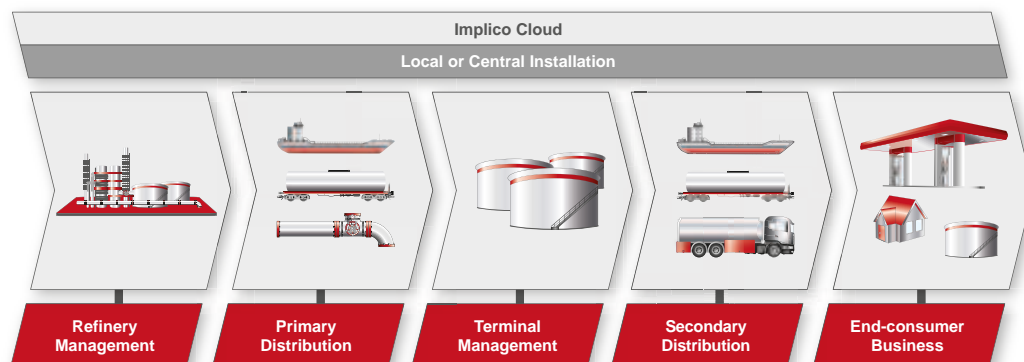 Implico Cloud
Local or Central Installation
Refinery
Management
Primary
Distribution
Terminal
Management
Secondary
Distribution
End-consumer
Business